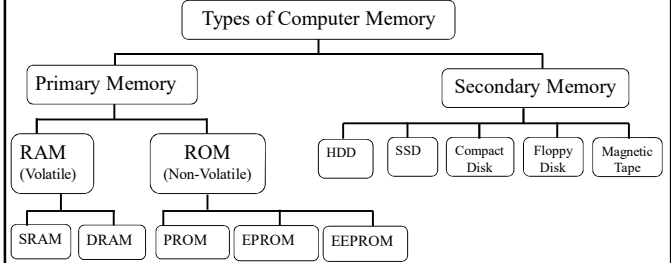 Types of Computer Memory
Primary Memory
Secondary Memory
RAM
(Volatile)
ROM
(Non-Volatile)
HDD
SSD
Compact
Disk
Floppy
Disk
Magnetic
Tape
SRAM
DRAM
PROM
EPROM
EEPROM